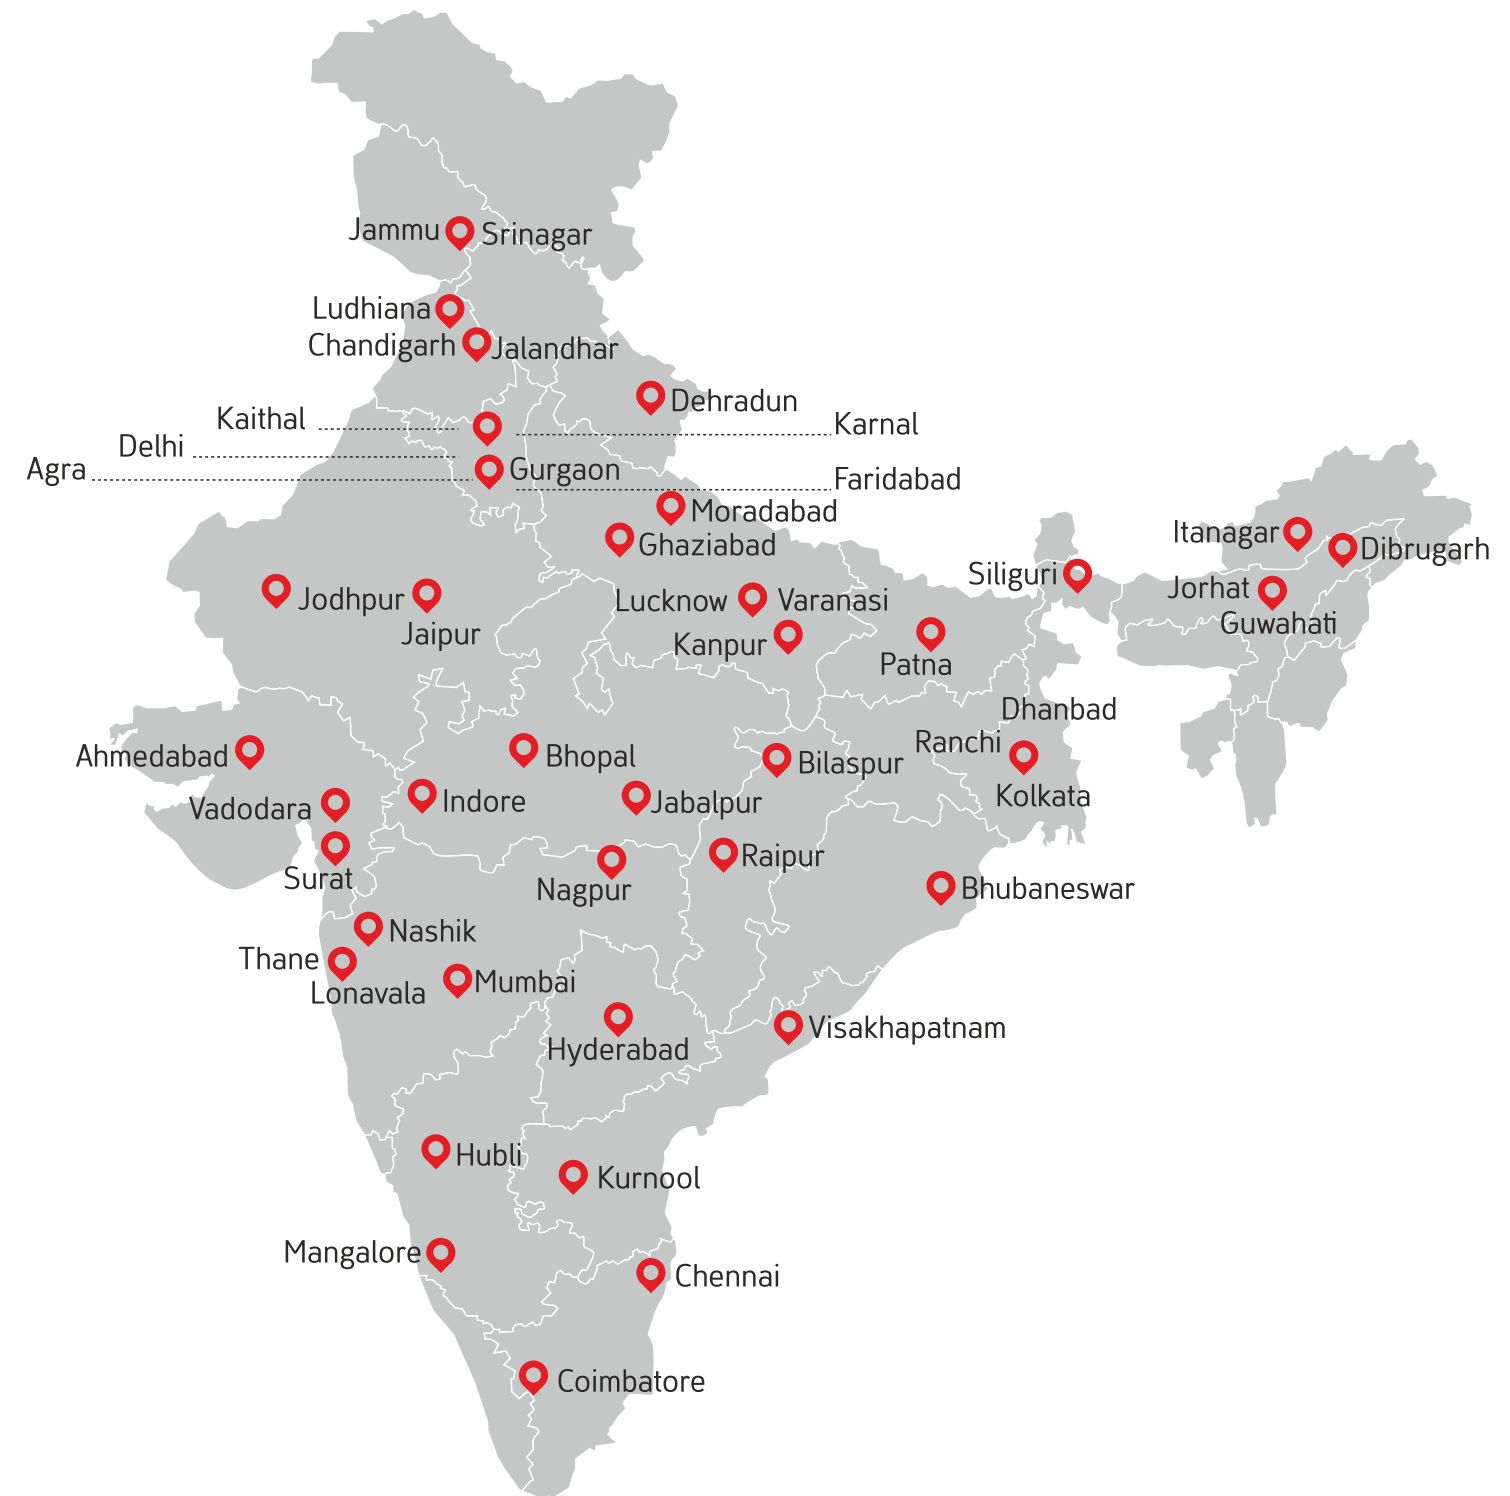 Jammu
Srinagar
Ludhiana
Chandigarh
Jalandhar
Dehradun
Kaithal
Karnal
Delhi
Agra
Gurgaon
Faridabad
Moradabad
Ghaziabad
Itanagar
Dibrugarh
Siliguri
Jorhat
Guwahati
Jodhpur
Jaipur
Lucknow
Varanasi
Kanpur
Patna
Dhanbad
Ranchi
Kolkata
Ahmedabad
Bhopal
Bilaspur
Vadodara
Indore
Jabalpur
Surat
Nagpur
Raipur
Bhubaneswar
Nashik
Thane
Lonavala
Mumbai
Hyderabad
Visakhapatnam
Hubli
Kurnool
Mangalore
Chennai
Coimbatore